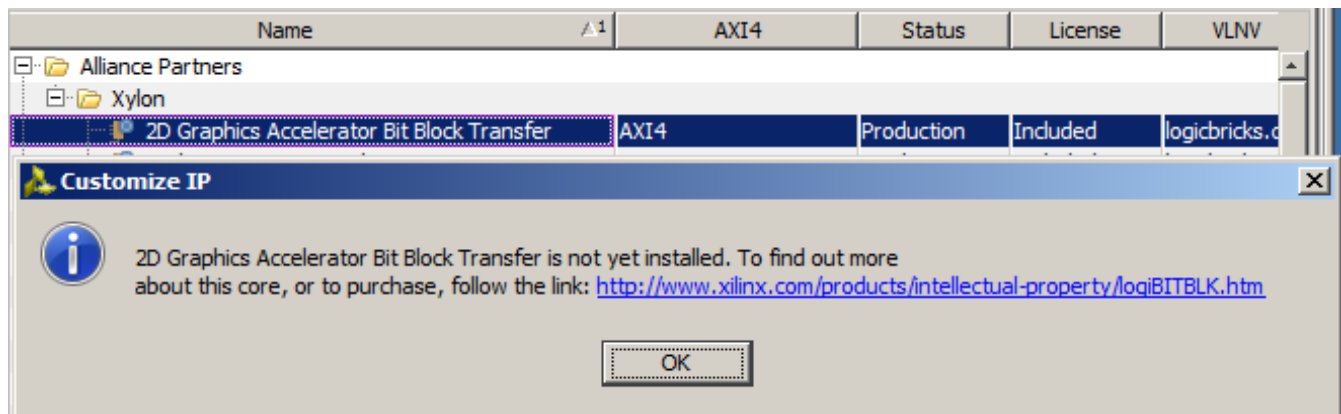 Name 1 AXI4 Status License VLNV
Alliance Partners
Xylon
2D Graphics Accelerator Bit Block Transfer AXI4 Production Included logicbricks.c
Customize IP
2D Graphics Accelerator Bit Block Transfer is not yet installed. To find out more
about this core, or to purchase, follow the link: http://www.xilinx.com/products/intellectual-property/logiBITBLK.htm
OK